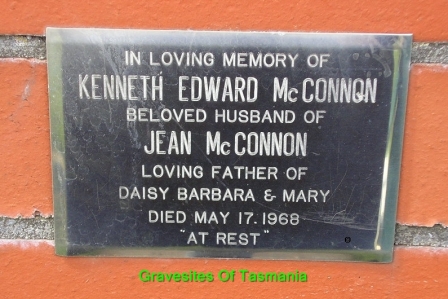 IN LOVING MEMORY OF
KENNETH EDWARD McCONNON
BELOVED HUSBAND OF
JEAN McCONNON
LOVING FATHER OF
DAISY BARBARA & MARY
DIED MAY 17. 1968
"AT REST"
Gravesites Of Tasmania